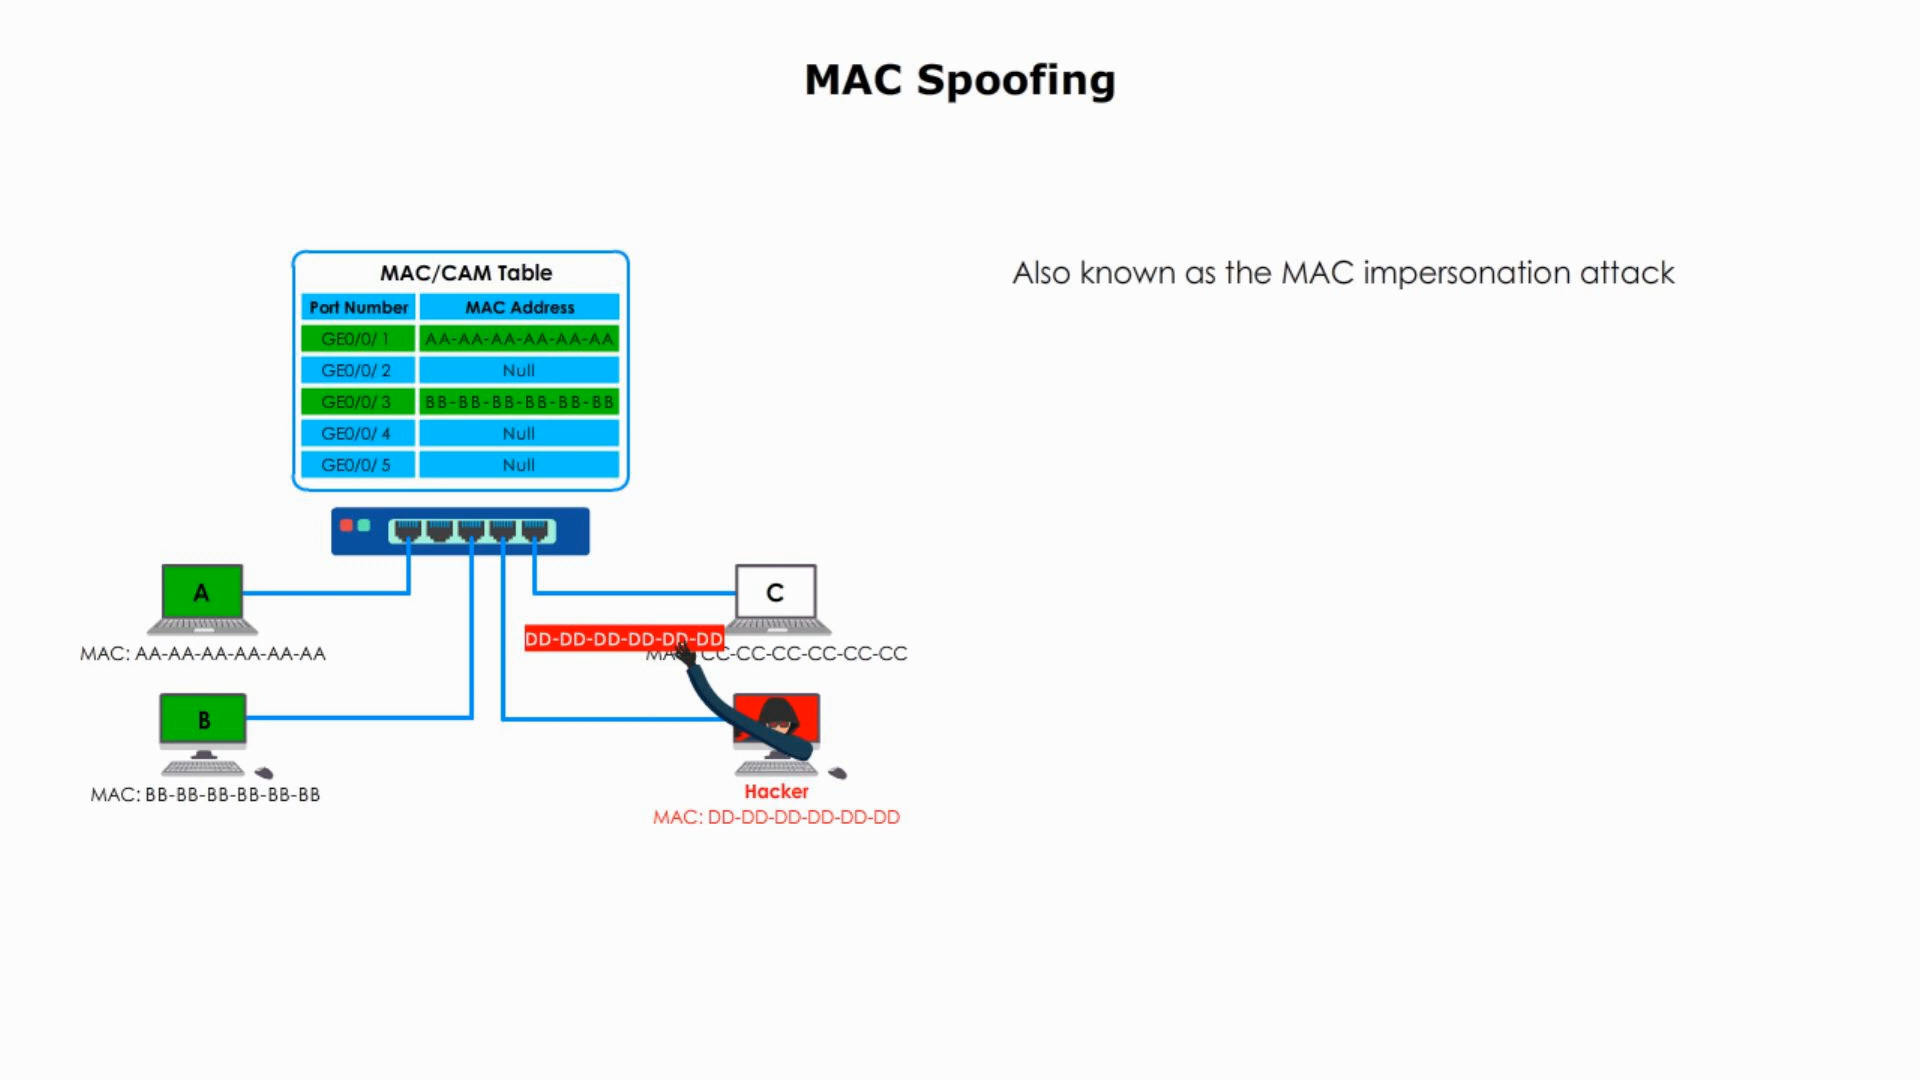 MAC Spoofing
Also known as the MAC impersonation attack
MAC/CAM Table
Port Number MAC Address
GE0/0/ 1 AA-AA-AA-AA-AA-AA
GE0/0/ 2 Null
GE0/0/ 3 BB-BB-BB-BB-BB-BB
GE0/0/ 4 Null
GE0/0/ 5 Null
A
MAC: AA-AA-AA-AA-AA-AA
C
DD-DD-DD-DD-DD-DD
CC-CC-CC-CC-CC-CC
B
MAC: BB-BB-BB-BB-BB-BB
Hacker
MAC: DD-DD-DD-DD-DD-DD